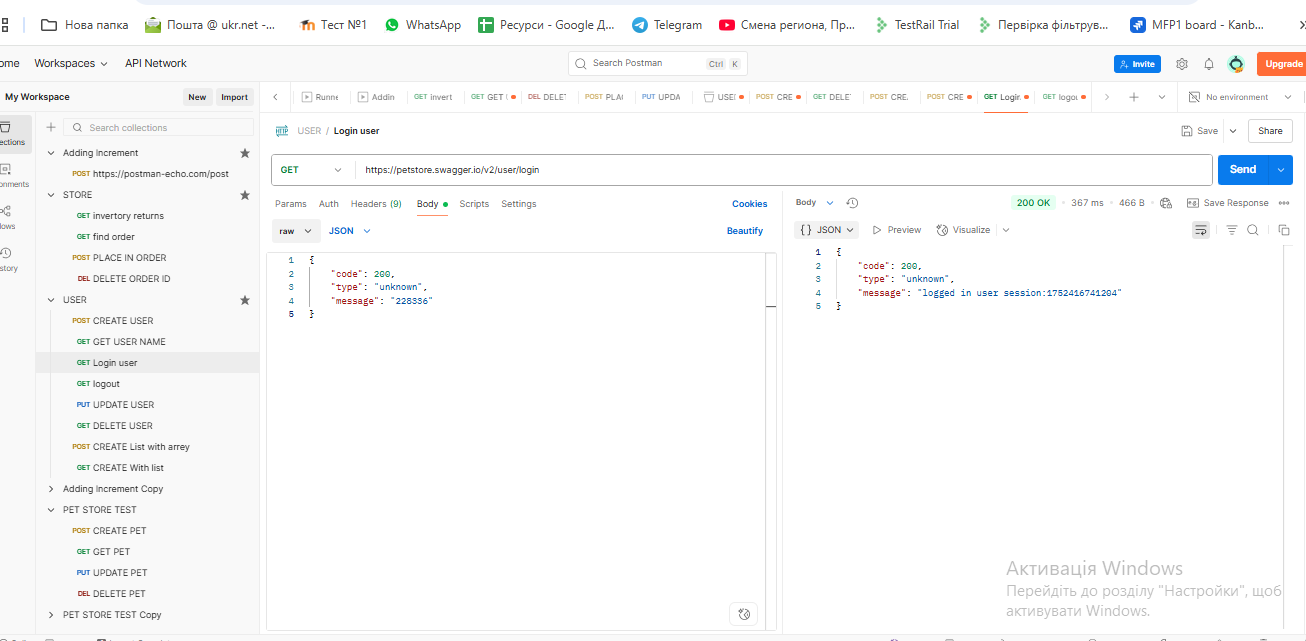 Нова папка Пошта @ ukr.net -... Тест №1 WhatsApp Ресурси - Google Д... Telegram Смена региона, Пр... TestRail Trial Первірка фільтрув... MFP1 board - Kanb...
ome Workspaces API Network Search Postman Ctrl K Invite Upgrade
My Workspace New Import Runne Addin GET invert GET GET DEL DELE POST PLA PUT UPDA USE POST CRE GET DELE POST CRE. POST CRE GET Login. GET logou No environment
ections Search collections USER / Login user Save Share
Adding Increment
POST https://postman-echo.com/post
GET https://petstore.swagger.io/v2/user/login Send
onments
STORE
GET invertory returns
GET find order
POST PLACE IN ORDER
DEL DELETE ORDER ID
lows
story
USER
POST CREATE USER
GET GET USER NAME
GET Login user
GET logout
PUT UPDATE USER
GET DELETE USER
POST CREATE List with arrey
GET CREATE With list
Adding Increment Copy
PET STORE TEST
POST CREATE PET
GET GET PET
PUT UPDATE PET
DEL DELETE PET
PET STORE TEST Copy
Params Auth Headers (9) Body Scripts Settings Cookies
raw JSON Beautify
1 {
2 "code": 200,
3 "type": "unknown",
4 "message": "228336"
5 }
Body 200 OK 367 ms 466 B Save Response
{} JSON Preview Visualize
1 {
2 "code": 200,
3 "type": "unknown",
4 "message": "logged in user session:1752416741204"
5 }
Активація Windows
Перейдіть до розділу "Настройки", щоб
активувати Windows.